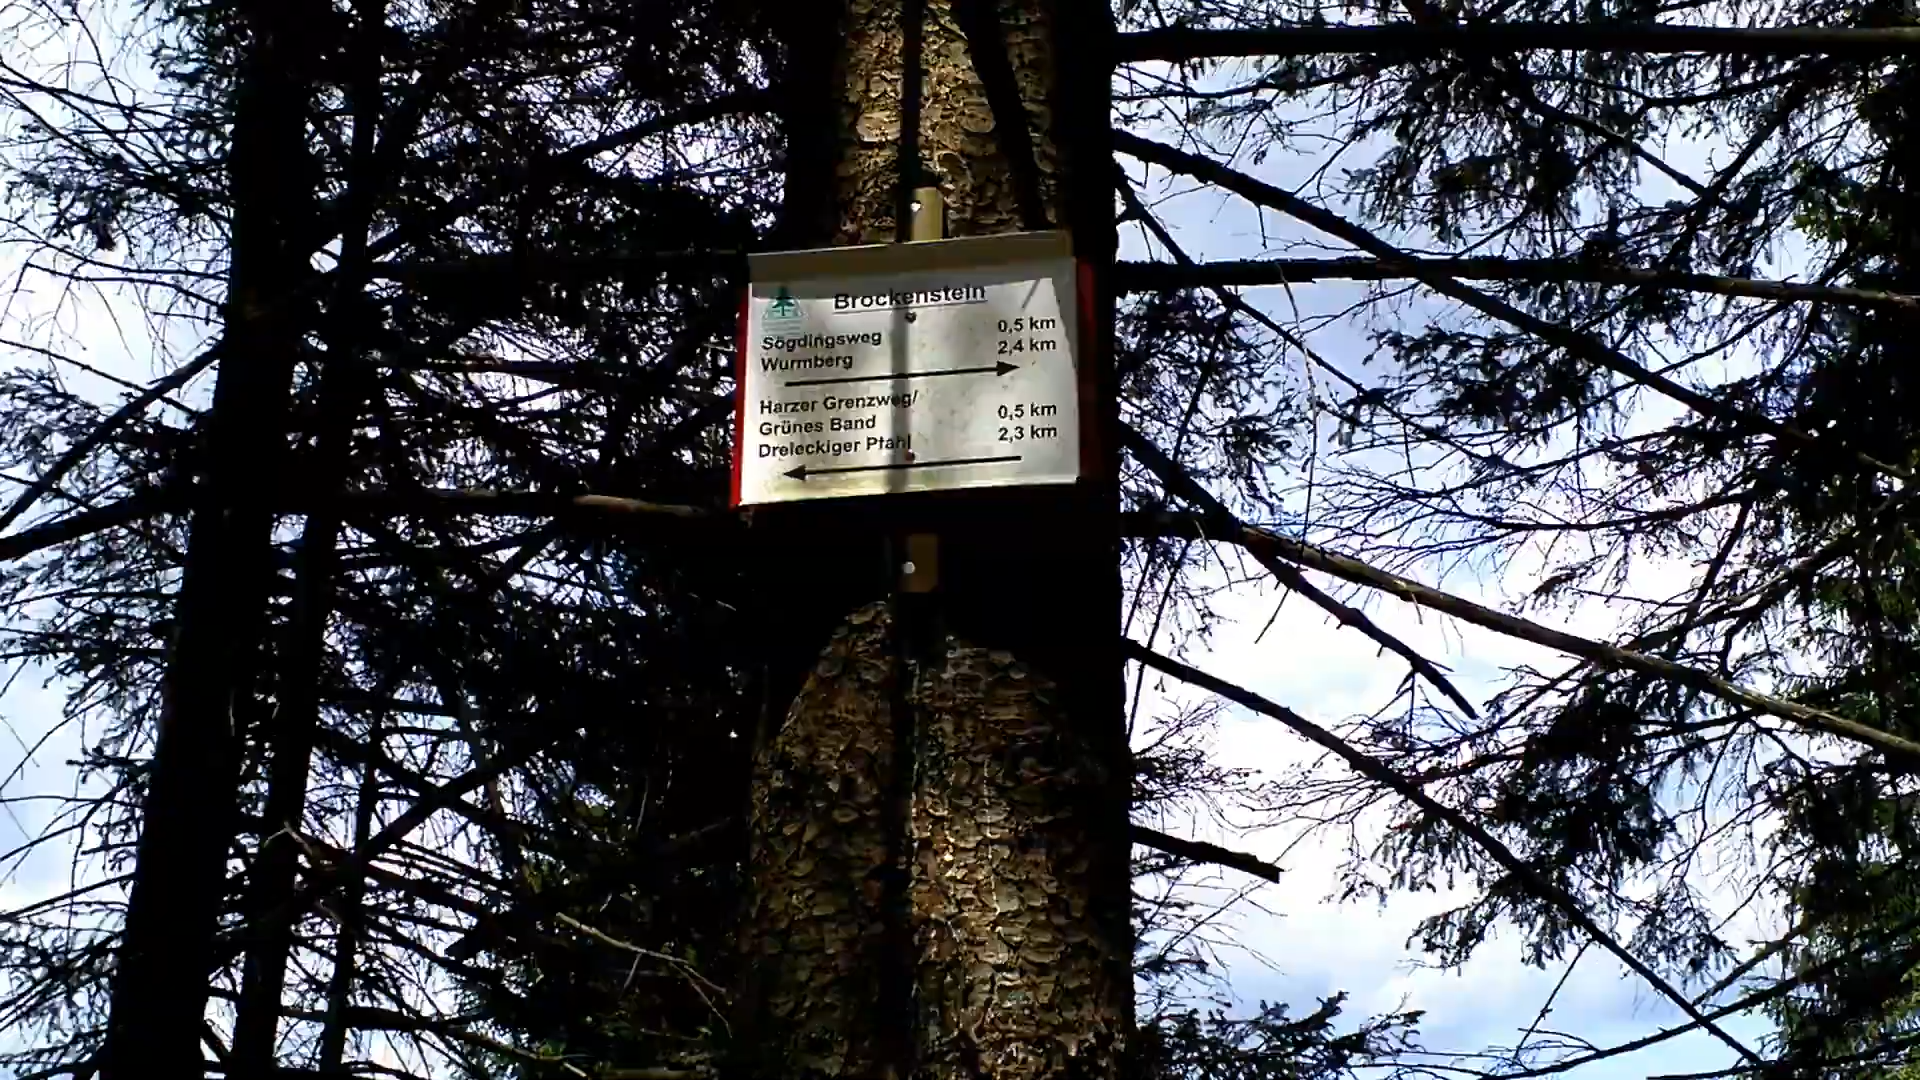 Brockenstein
Sögdingsweg 0,5 km
Wurmberg 2,4 km
Harzer Grenzweg/
Grünes Band 0,5 km
Dreieckiger Pfahl 2,3 km